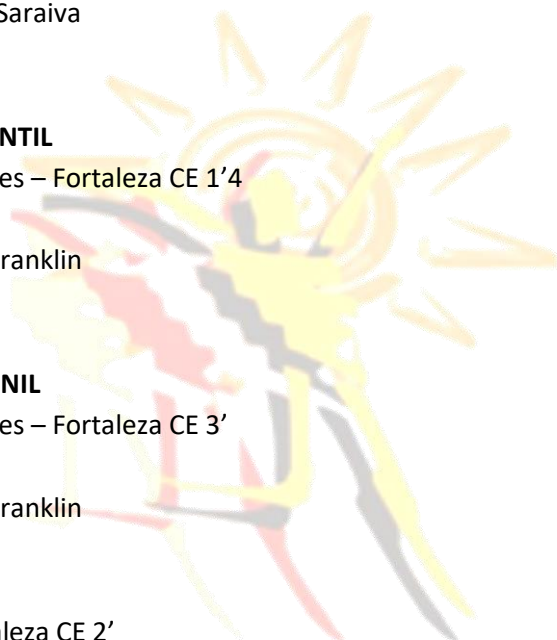 Saraiva
NTIL
es – Fortaleza CE 1’4
ranklin
NIL
es – Fortaleza CE 3’
ranklin
leza CE 2’